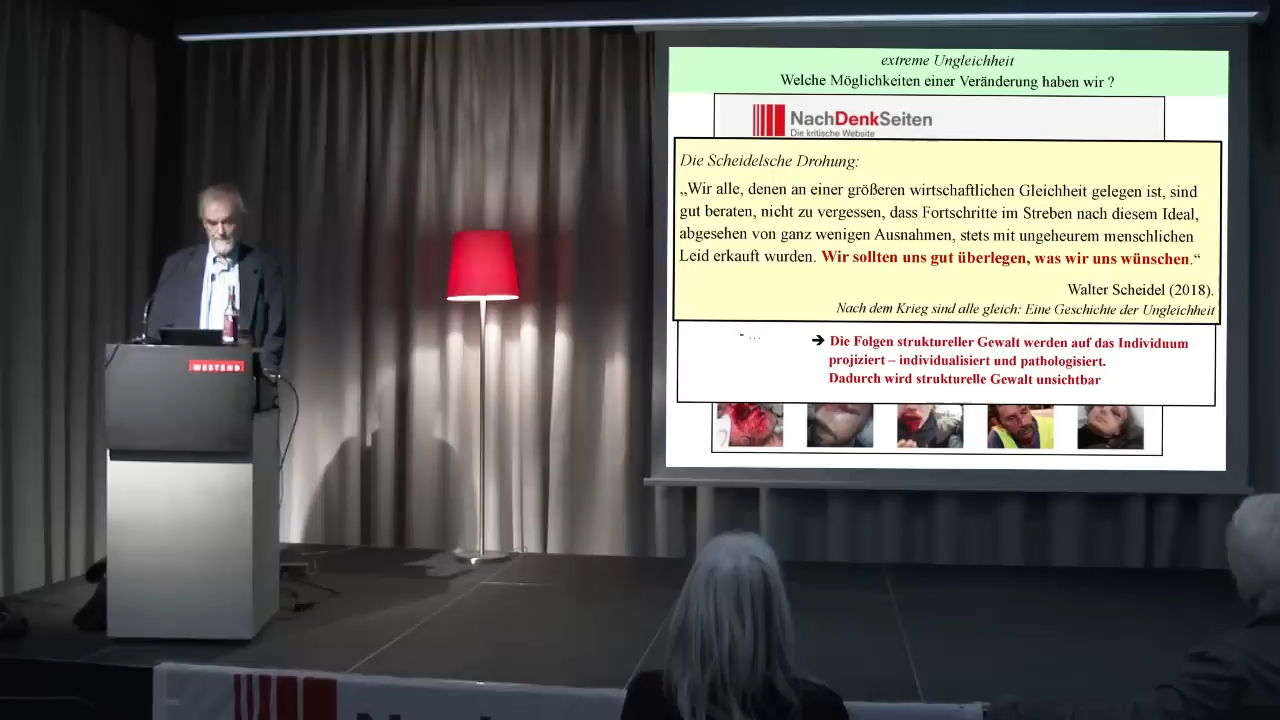 extreme Ungleichheit
Welche Möglichkeiten einer Veränderung haben wir ?
NachDenkSeiten
Die kritische Website
Die Scheidelsche Drohung:
„Wir alle, denen an einer größeren wirtschaftlichen Gleichheit gelegen ist, sind
gut beraten, nicht zu vergessen, dass Fortschritte im Streben nach diesem Ideal,
abgesehen von ganz wenigen Ausnahmen, stets mit ungeheurem menschlichen
Leid erkauft wurden. Wir sollten uns gut überlegen, was wir uns wünschen.“
Walter Scheidel (2018).
Nach dem Krieg sind alle gleich: Eine Geschichte der Ungleichheit
- …
➔ Die Folgen struktureller Gewalt werden auf das Individuum
projiziert – individualisiert und pathologisiert.
Dadurch wird strukturelle Gewalt unsichtbar
WESTEND